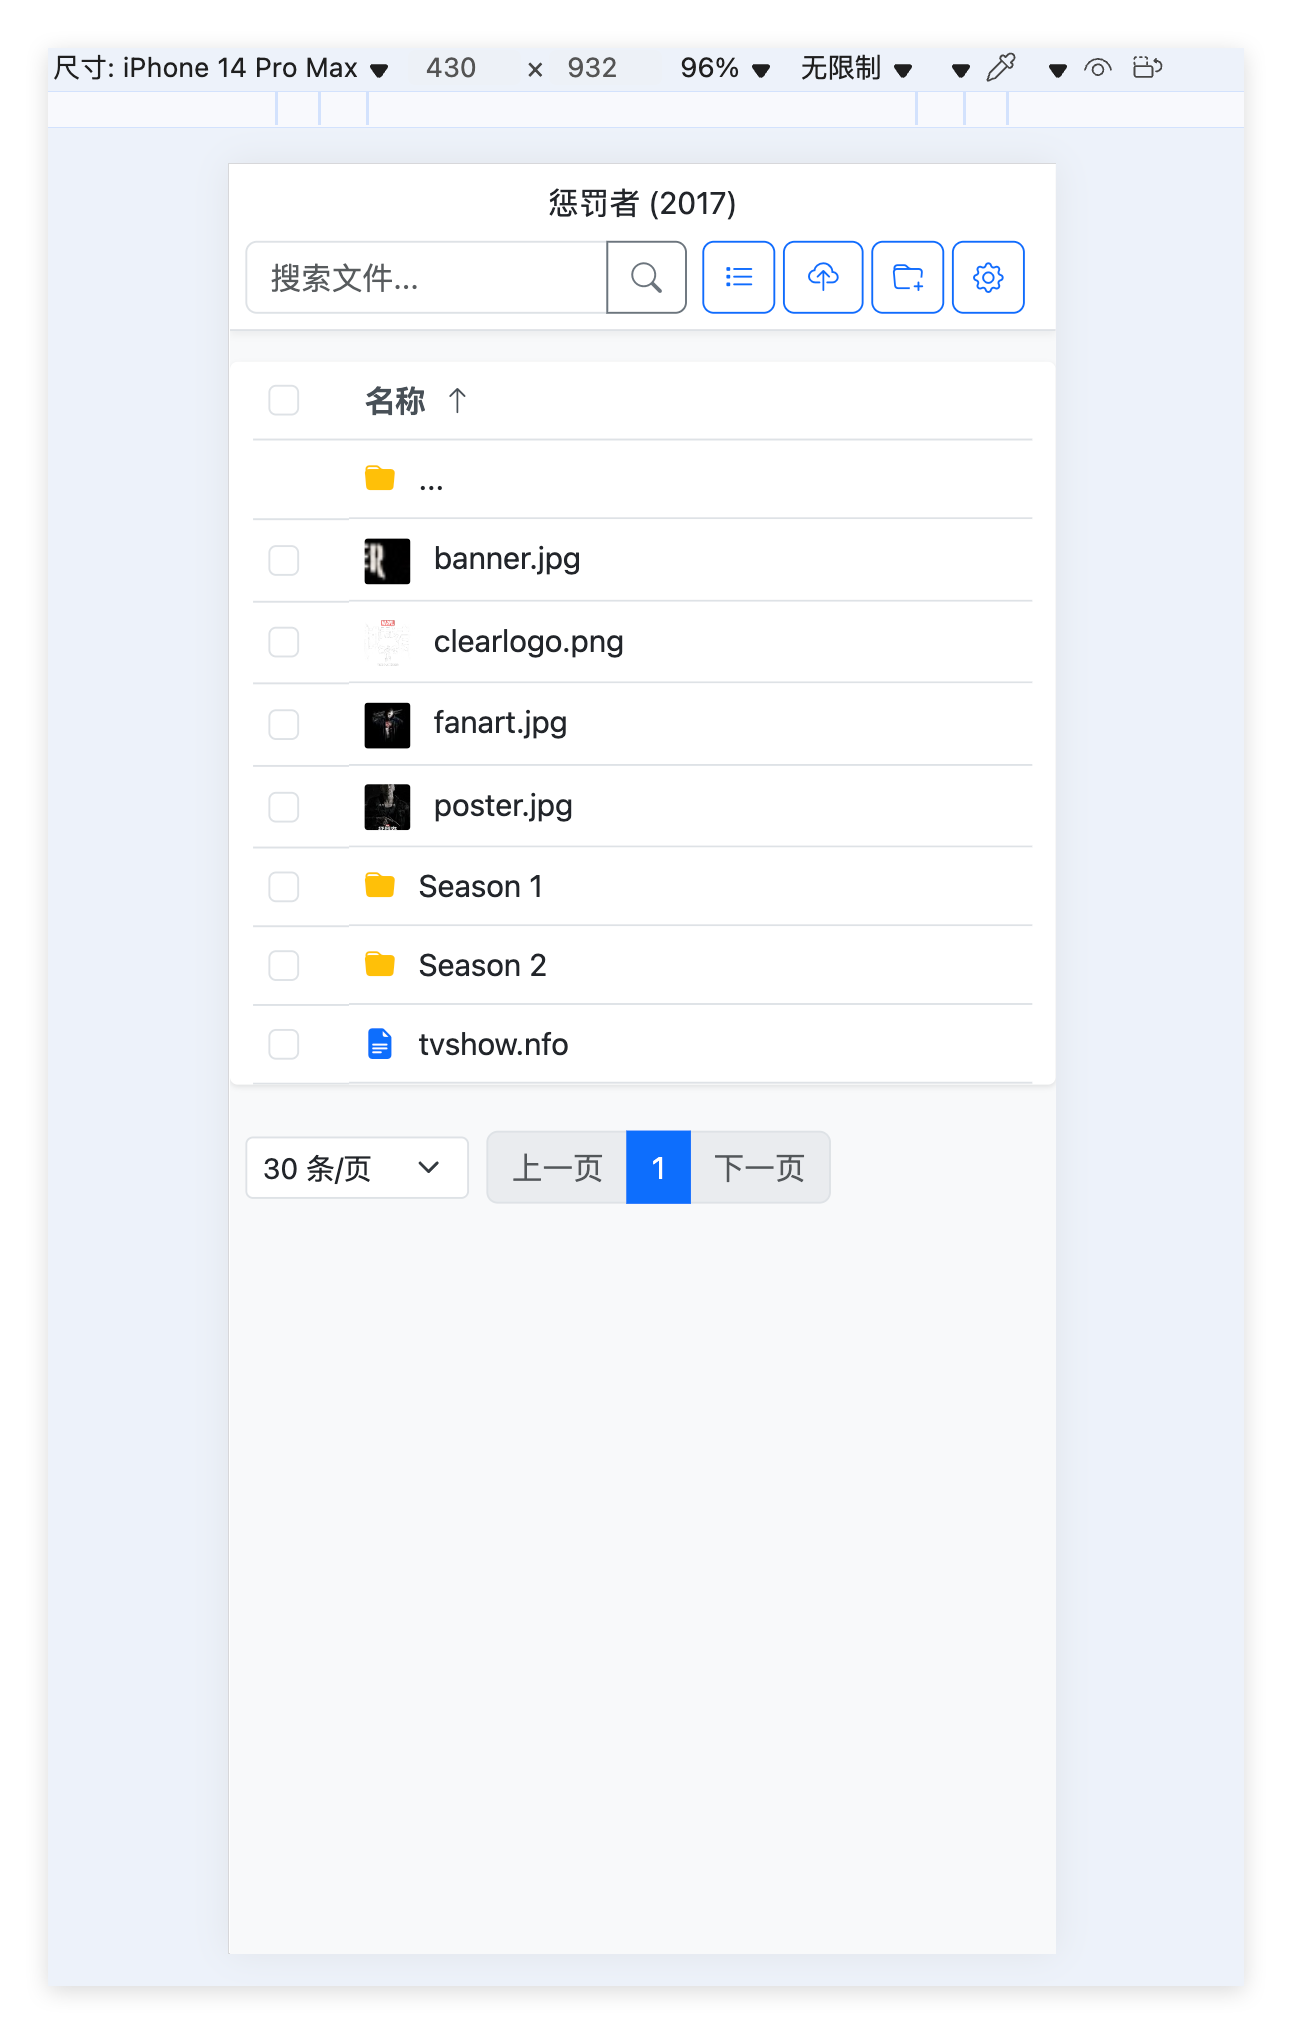 尺寸: iPhone 14 Pro Max 430 × 932 96% 无限制
惩罚者 (2017)
搜索文件...
名称
...
banner.jpg
clearlogo.png
fanart.jpg
poster.jpg
Season 1
Season 2
tvshow.nfo
30 条/页 上一页 1 下一页